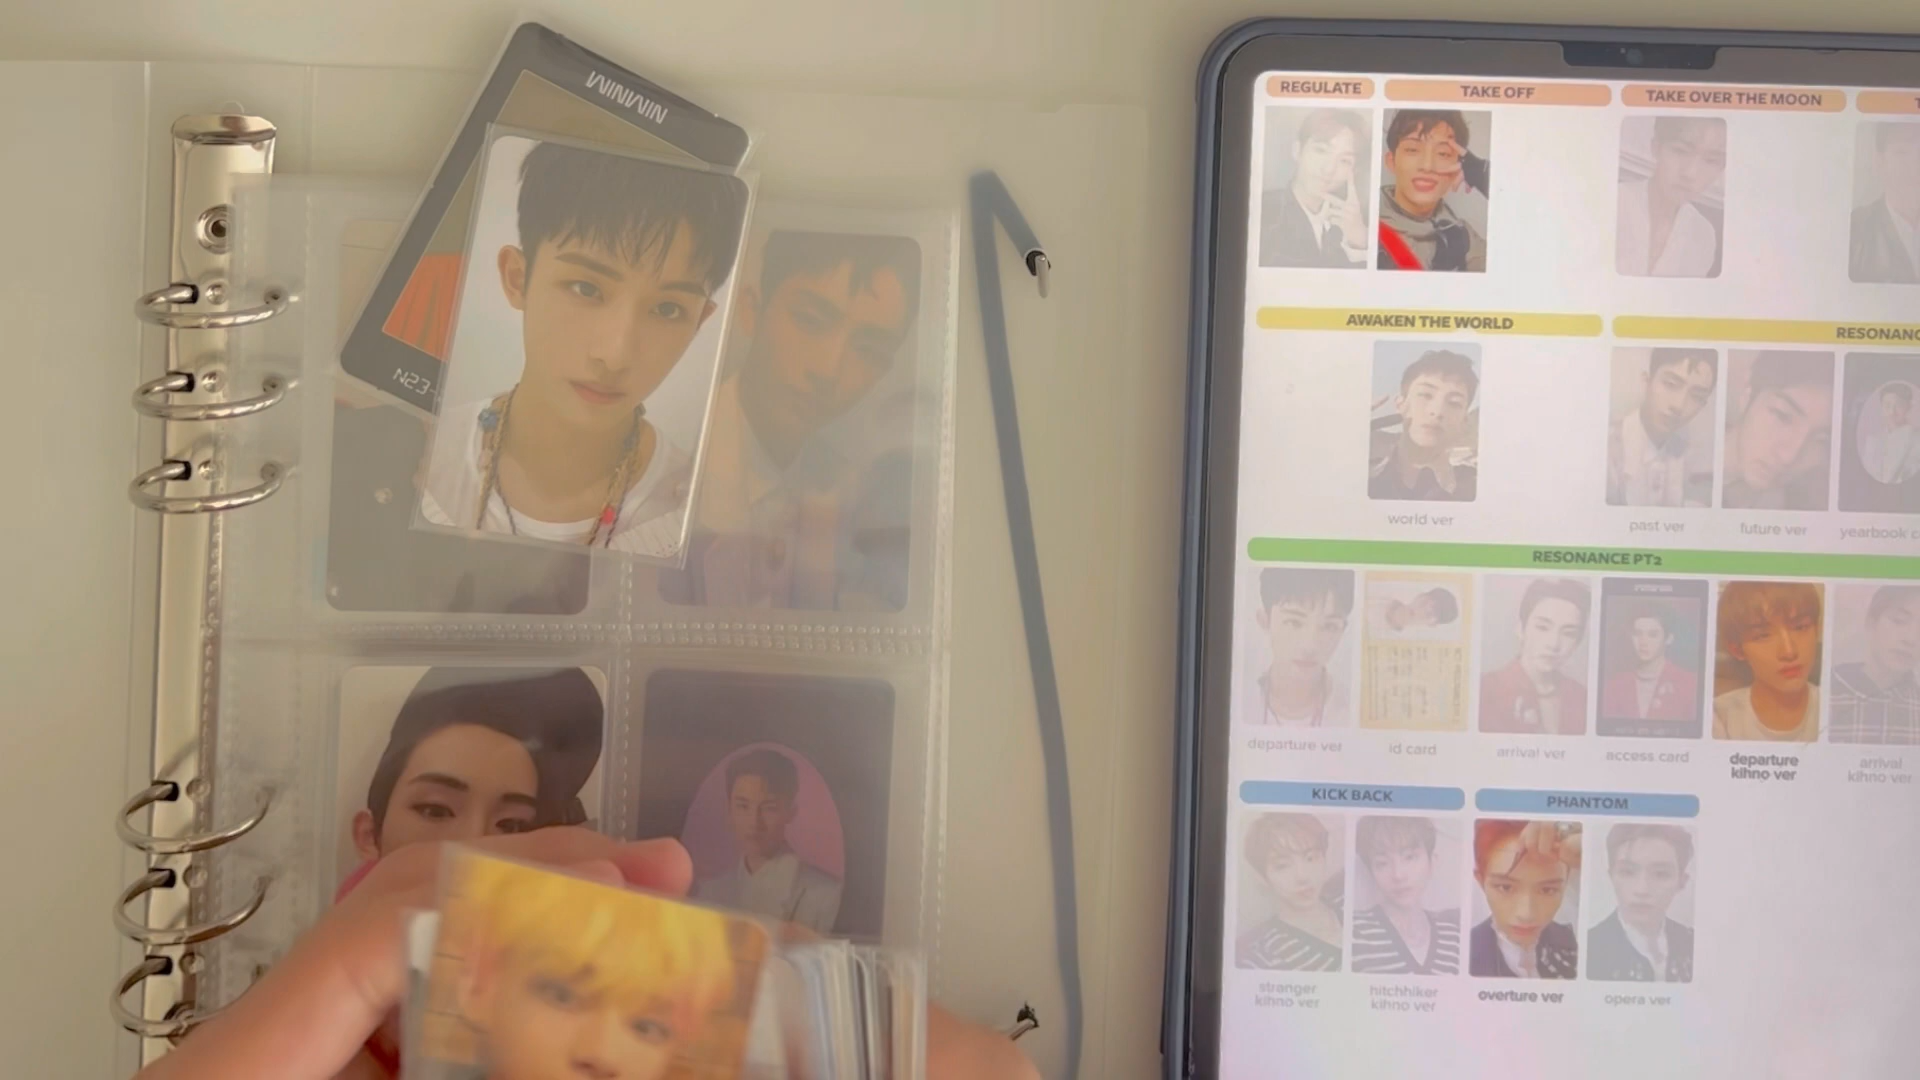 WINWIN
N23-
REGULATE
TAKE OFF
TAKE OVER THE MOON
AWAKEN THE WORLD
RESONANC
world ver
past ver
future ver
yearbook c
RESONANCE PT2
departure ver
id card
arrival ver
access card
departure
kihno ver
arrival
kihno ver
KICK BACK
PHANTOM
stranger
kihno ver
hitchhiker
kihno ver
overture ver
opera ver